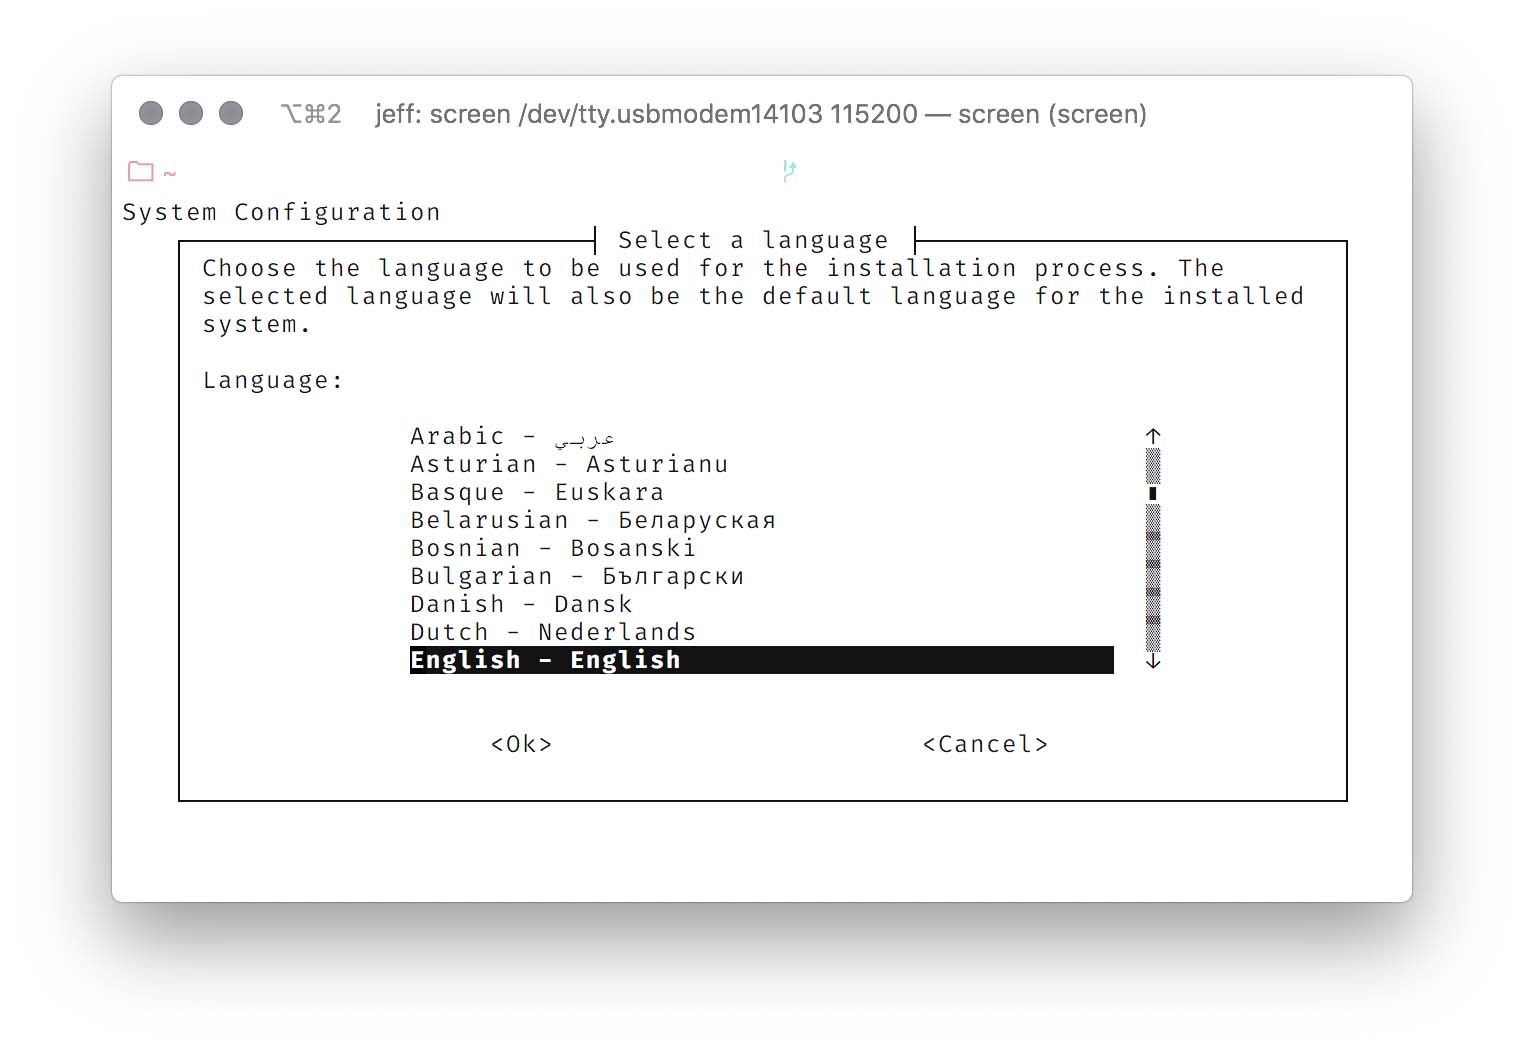 ⌥⌘2 jeff: screen /dev/tty.usbmodem14103 115200 — screen (screen)
~
System Configuration
Select a language
Choose the language to be used for the installation process. The
selected language will also be the default language for the installed
system.
Language:
Arabic - عربي
Asturian - Asturianu
Basque - Euskara
Belarusian - Беларуская
Bosnian - Bosanski
Bulgarian - Български
Danish - Dansk
Dutch - Nederlands
English - English
<Ok> <Cancel>